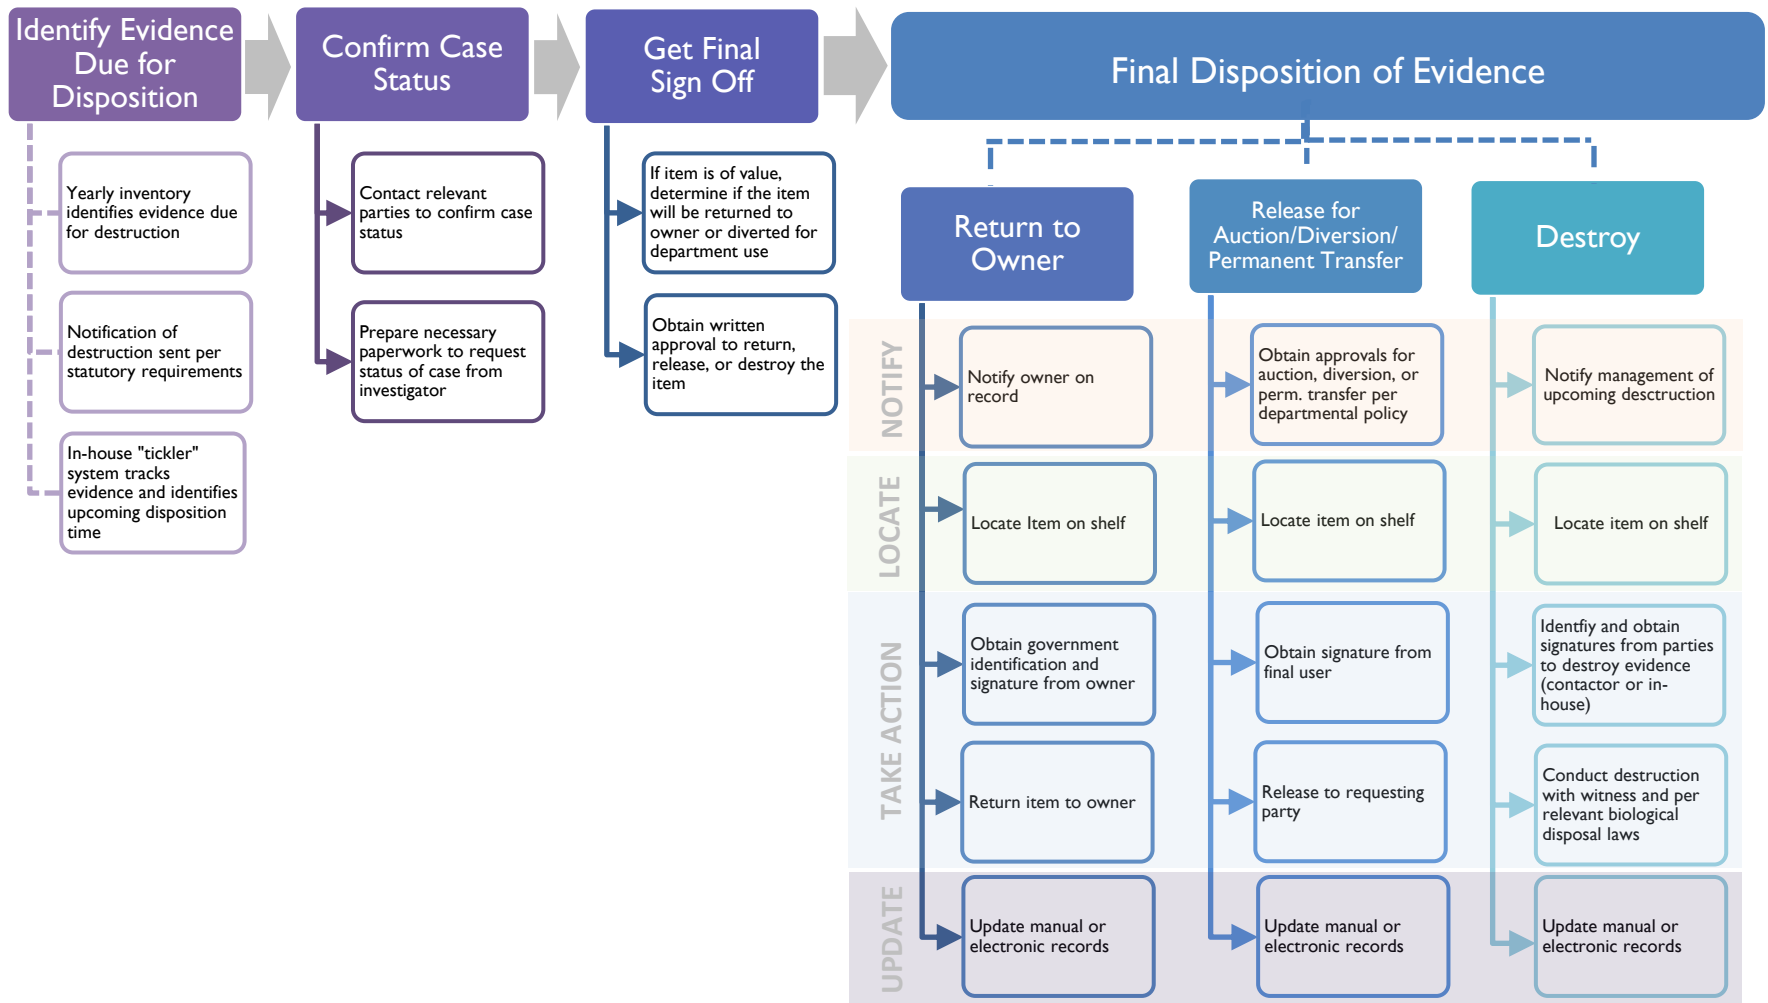 Identify Evidence
Due for
Disposition
Confirm Case
Status
Get Final
Sign Off
Final Disposition of Evidence
Yearly inventory
identifies evidence due
for destruction
Notification of
destruction sent per
statutory requirements
In-house "tickler"
system tracks
evidence and identifies
upcoming disposition
time
Contact relevant
parties to confirm case
status
Prepare necessary
paperwork to request
status of case from
investigator
If item is of value,
determine if the item
will be returned to
owner or diverted for
department use
Obtain written
approval to return,
release, or destroy the
item
Return to
Owner
Release for
Auction/Diversion/
Permanent Transfer
Destroy
NOTIFY
Notify owner on
record
Obtain approvals for
auction, diversion, or
perm. transfer per
departmental policy
Notify management of
upcoming desctruction
LOCATE
Locate Item on shelf
Locate item on shelf
Locate item on shelf
TAKE ACTION
Obtain government
identification and
signature from owner
Obtain signature from
final user
Identfiy and obtain
signatures from parties
to destroy evidence
(contactor or in-
house)
Return item to owner
Release to requesting
party
Conduct destruction
with witness and per
relevant biological
disposal laws
UPDATE
Update manual or
electronic records
Update manual or
electronic records
Update manual or
electronic records